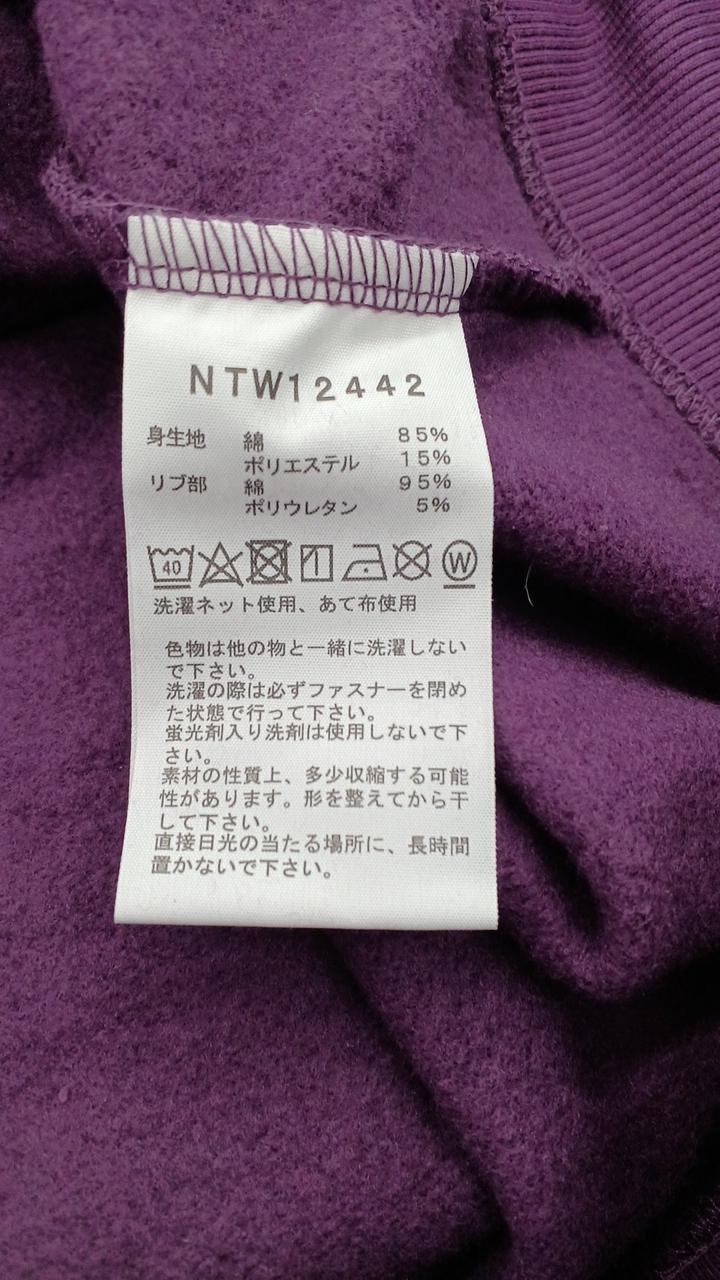 NTW12442
身生地 綿 85%
ポリエステル 15%
リブ部 綿 95%
ポリウレタン 5%
40 W
洗濯ネット使用、あて布使用
色物は他の物と一緒に洗濯しない
で下さい。
洗濯の際は必ずファスナーを閉め
た状態で行って下さい。
蛍光剤入り洗剤は使用しないで下
さい。
素材の性質上、多少収縮する可能
性があります。形を整えてから干
して下さい。
直接日光の当たる場所に、長時間
置かないで下さい。